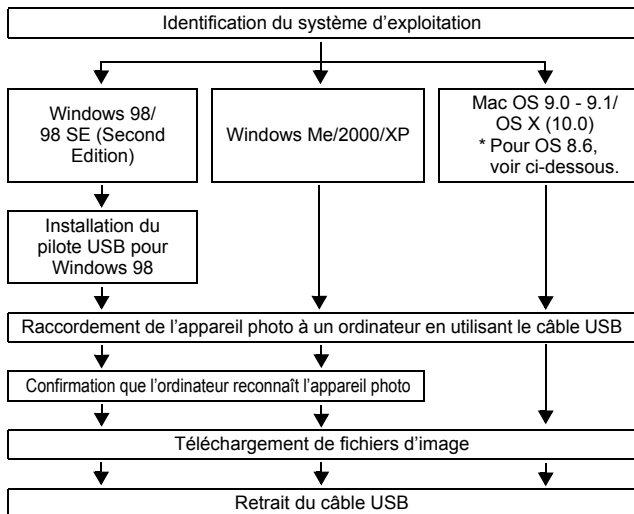 Identification du système d’exploitation
Windows 98/
98 SE (Second
Edition)
Windows Me/2000/XP
Mac OS 9.0 - 9.1/
OS X (10.0)
* Pour OS 8.6,
voir ci-dessous.
Installation du
pilote USB pour
Windows 98
Raccordement de l’appareil photo à un ordinateur en utilisant le câble USB
Confirmation que l’ordinateur reconnaît l’appareil photo
Téléchargement de fichiers d’image
Retrait du câble USB